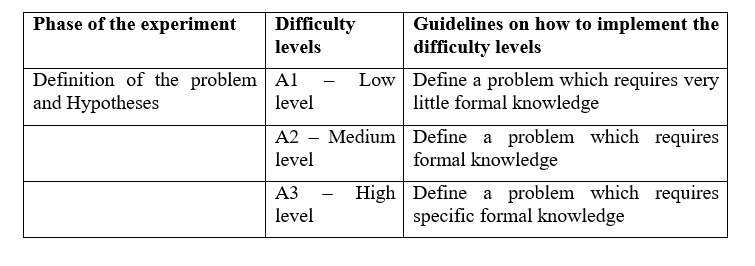 Phase of the experiment
Difficulty
levels
Guidelines on how to implement the
difficulty levels
Definition of the problem
and Hypotheses
A1 – Low
level
Define a problem which requires very
little formal knowledge
A2 – Medium
level
Define a problem which requires
formal knowledge
A3 – High
level
Define a problem which requires
specific formal knowledge